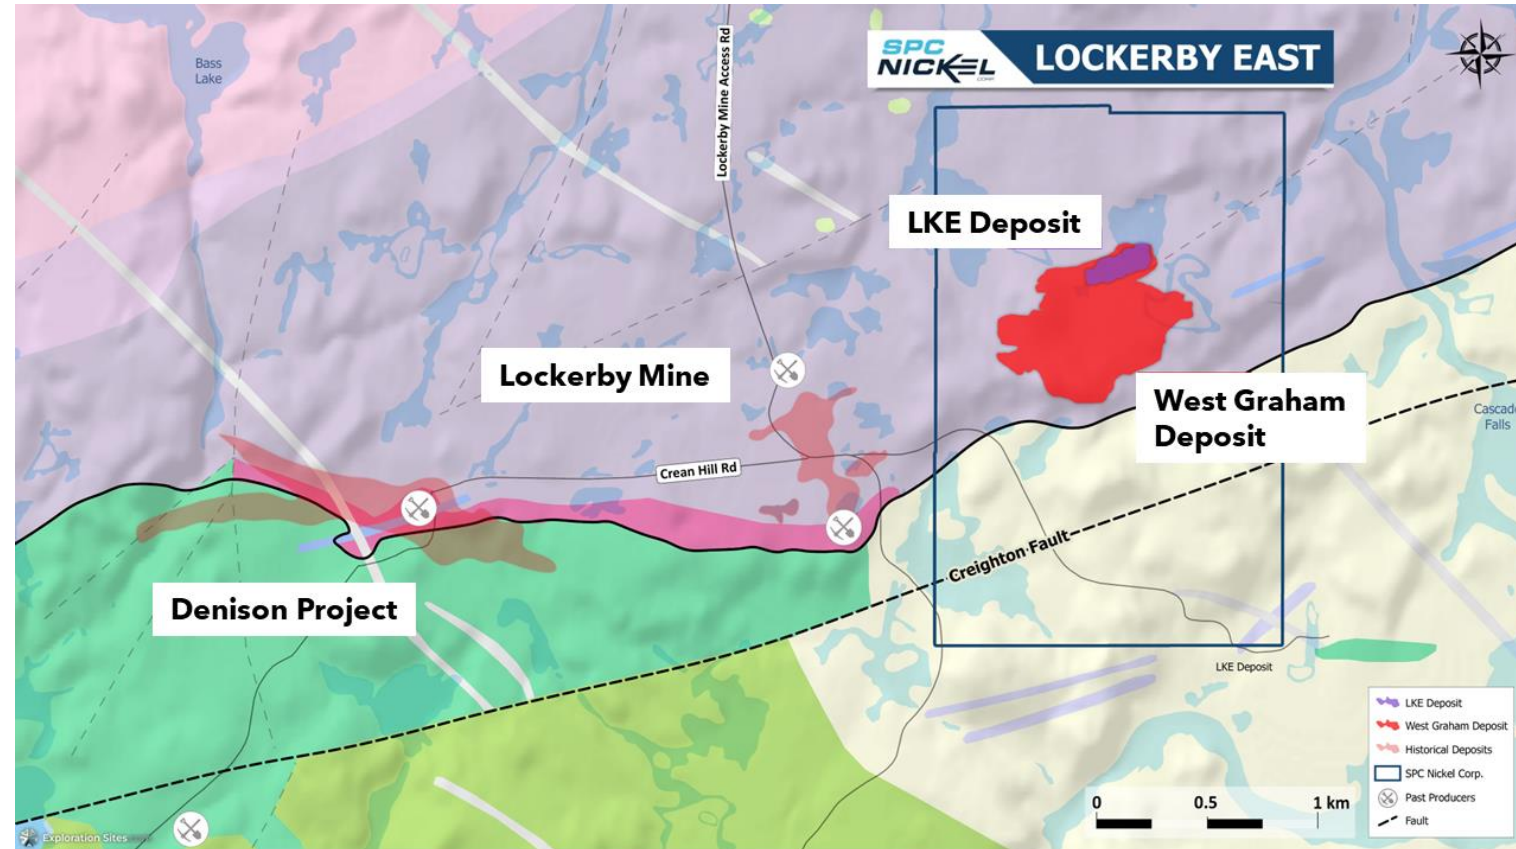 Bass
Lake
Lockerby Mine Access Rd
SPC
NICKEL
CORP
LOCKERBY EAST
LKE Deposit
Lockerby Mine
West Graham
Deposit
Cascade
Falls
Crean Hill Rd
Creighton Fault
Denison Project
LKE Deposit
LKE Deposit
West Graham Deposit
Historical Deposits
SPC Nickel Corp.
Past Producers
Fault
0 0.5 1 km
Exploration Sites